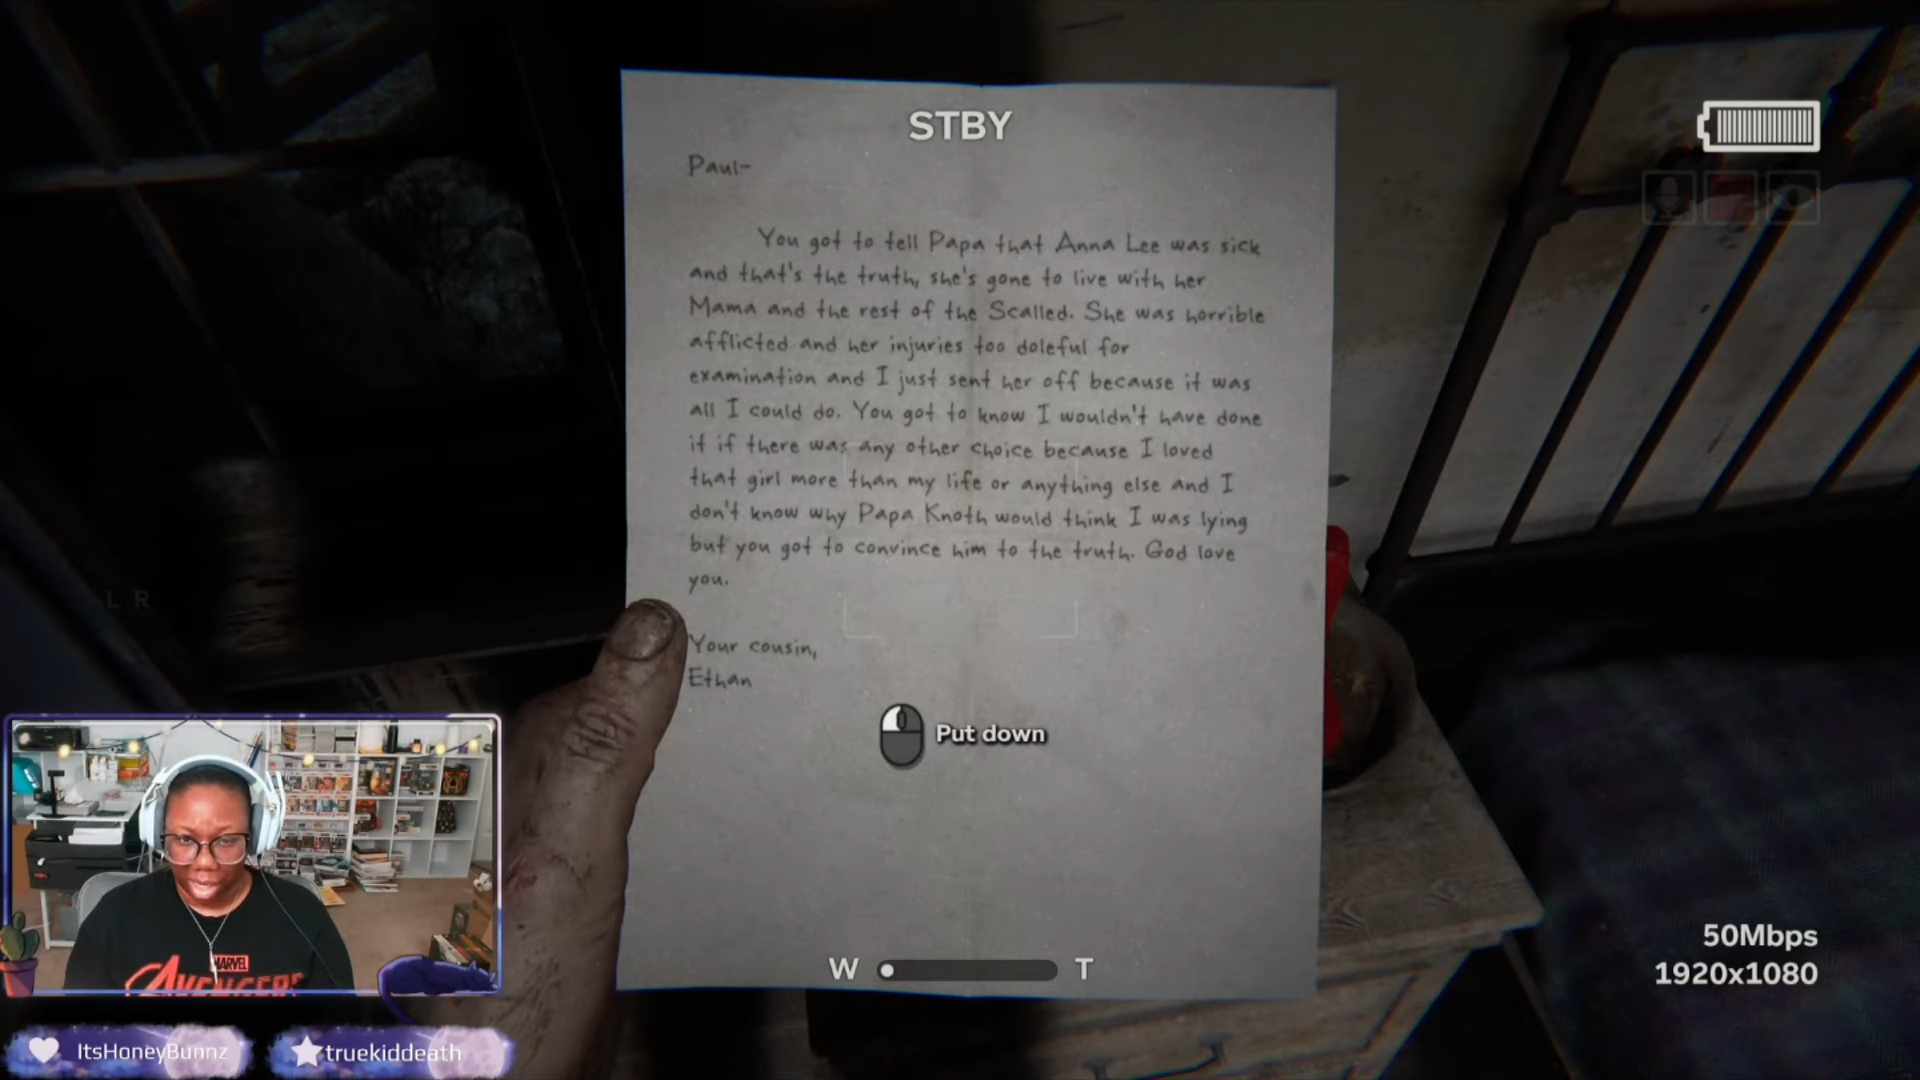 STBY
Paul-
You got to tell Papa that Anna Lee was sick
and that's the truth, she's gone to live with her
Mama and the rest of the Scalled. She was horrible
afflicted and her injuries too doleful for
examination and I just sent her off because it was
all I could do. You got to know I wouldn't have done
it if there was any other choice because I loved
that girl more than my life or anything else and I
don't know why Papa Knoth would think I was lying
but you got to convince him to the truth. God love
you.
Your cousin,
Ethan
Put down
L R
W T
50Mbps
1920x1080
MARVEL
AVENGERS
ItsHoneyBunnz
truekiddeath